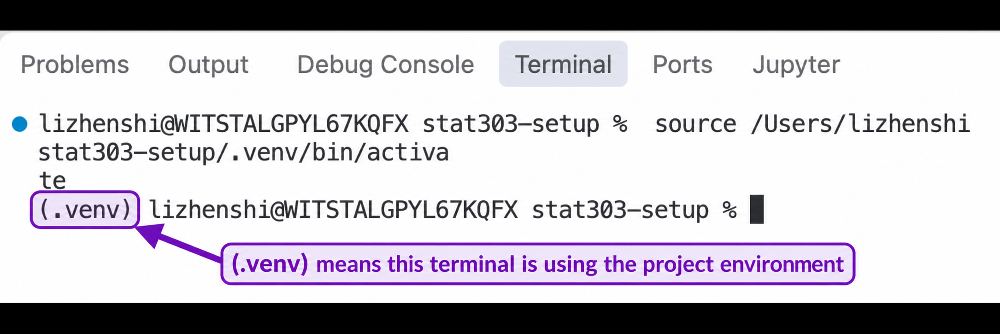 Problems Output Debug Console Terminal Ports Jupyter
lizhenshi@WITSTALGPYL67KQFX stat303-setup %  source /Users/lizhenshi
stat303-setup/.venv/bin/activa
te
(.venv) lizhenshi@WITSTALGPYL67KQFX stat303-setup %
(.venv) means this terminal is using the project environment